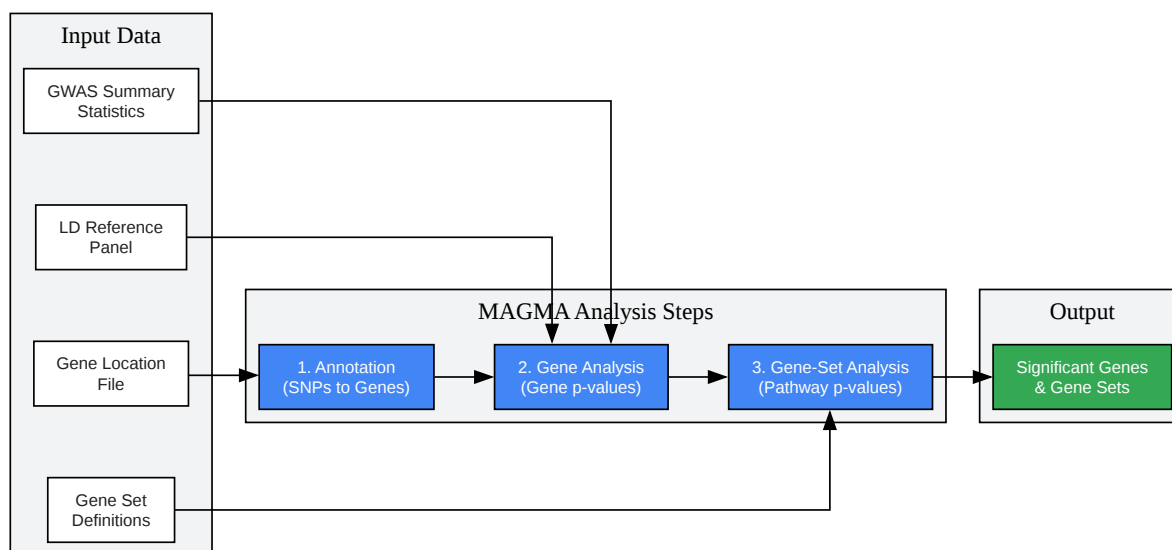 Input Data
GWAS Summary
Statistics
LD Reference
Panel
Gene Location
File
Gene Set
Definitions
MAGMA Analysis Steps
1. Annotation
(SNPs to Genes)
2. Gene Analysis
(Gene p-values)
3. Gene-Set Analysis
(Pathway p-values)
Output
Significant Genes
& Gene Sets